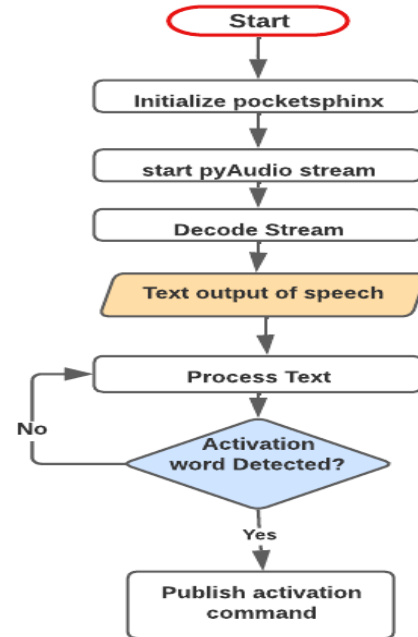 Start
Initialize pocketsphinx
start pyAudio stream
Decode Stream
Text output of speech
Process Text
No
Activation
word Detected?
Yes
Publish activation
command